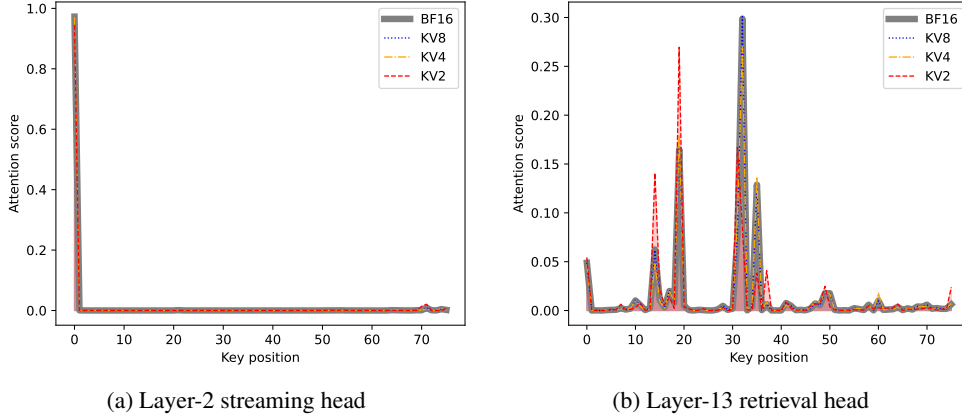 1.0
0.8
0.6
0.4
0.2
0.0
Attention score
0 10 20 30 40 50 60 70
Key position
BF16
KV8
KV4
KV2
(a) Layer-2 streaming head
0.30
0.25
0.20
0.15
0.10
0.05
0.00
Attention score
0 10 20 30 40 50 60 70
Key position
BF16
KV8
KV4
KV2
(b) Layer-13 retrieval head